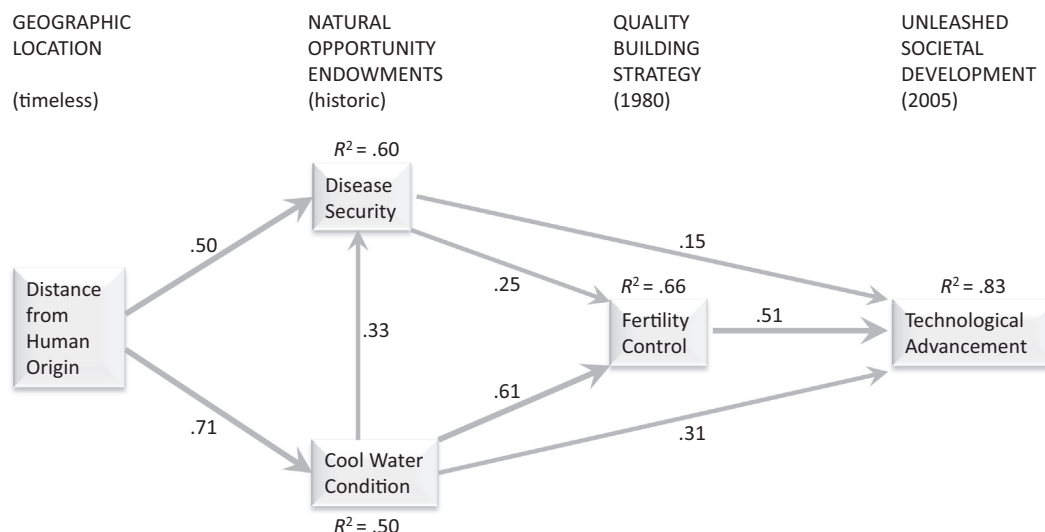 GEOGRAPHIC
LOCATION
(timeless)
NATURAL
OPPORTUNITY
ENDOWMENTS
(historic)
QUALITY
BUILDING
STRATEGY
(1980)
UNLEASHED
SOCIETAL
DEVELOPMENT
(2005)
R² = .60
Disease
Security
.50
.15
.25
Distance
from
Human
Origin
.33
R² = .66
Fertility
Control
.51
R² = .83
Technological
Advancement
.71
.61
.31
Cool Water
Condition
R² = .50